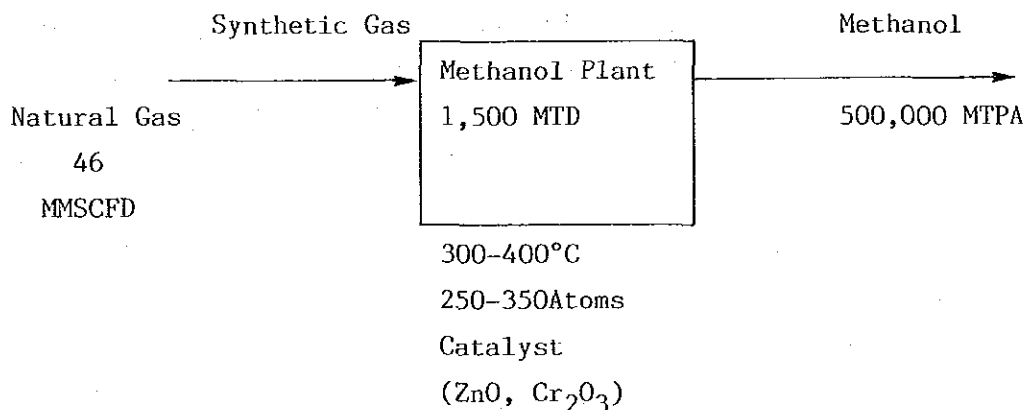 Synthetic Gas
Methanol
Methanol Plant
1,500 MTD
Natural Gas
46
MMSCFD
500,000 MTPA
300-400°C
250-350Atoms
Catalyst
(ZnO, Cr₂O₃)